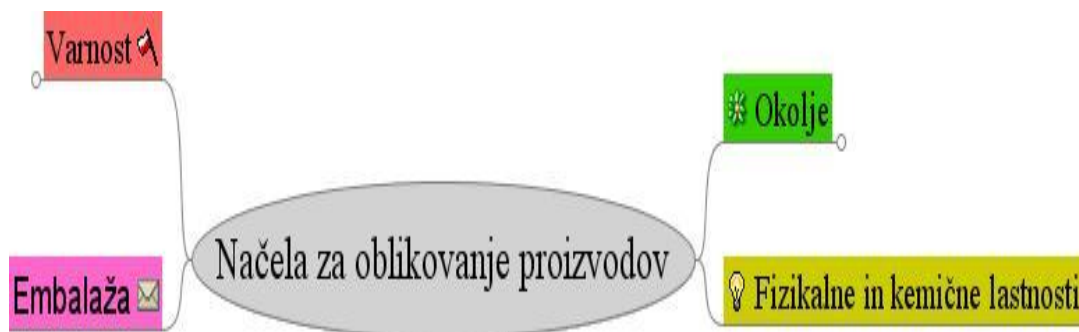 Varnost
Okolje
Načela za oblikovanje proizvodov
Embalaža
Fizikalne in kemične lastnosti